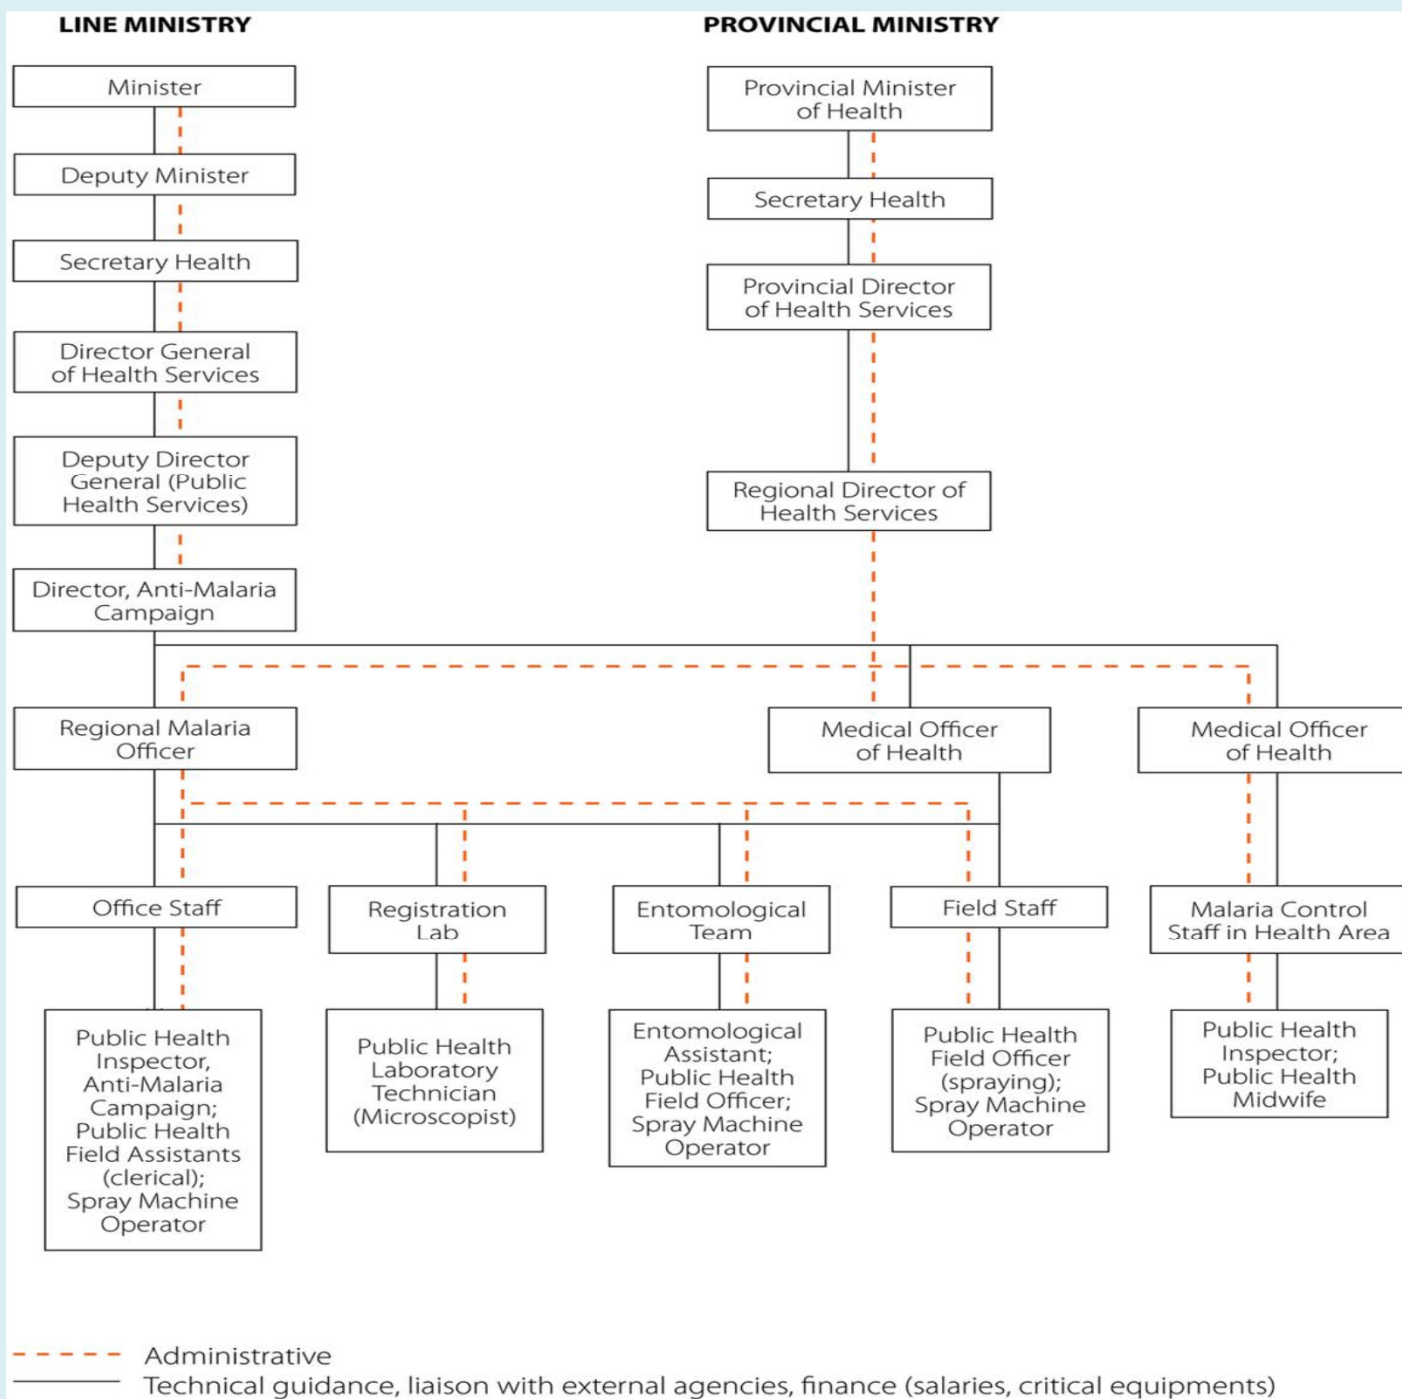 LINE MINISTRY
PROVINCIAL MINISTRY
Minister
Deputy Minister
Secretary Health
Director General
of Health Services
Deputy Director
General (Public
Health Services)
Director, Anti-Malaria
Campaign
Provincial Minister
of Health
Secretary Health
Provincial Director
of Health Services
Regional Director of
Health Services
Regional Malaria
Officer
Medical Officer
of Health
Medical Officer
of Health
Office Staff
Registration
Lab
Entomological
Team
Field Staff
Malaria Control
Staff in Health Area
Public Health
Inspector,
Anti-Malaria
Campaign;
Public Health
Field Assistants
(clerical);
Spray Machine
Operator
Public Health
Laboratory
Technician
(Microscopist)
Entomological
Assistant;
Public Health
Field Officer;
Spray Machine
Operator
Public Health
Field Officer
(spraying);
Spray Machine
Operator
Public Health
Inspector;
Public Health
Midwife
Administrative
Technical guidance, liaison with external agencies, finance (salaries, critical equipments)